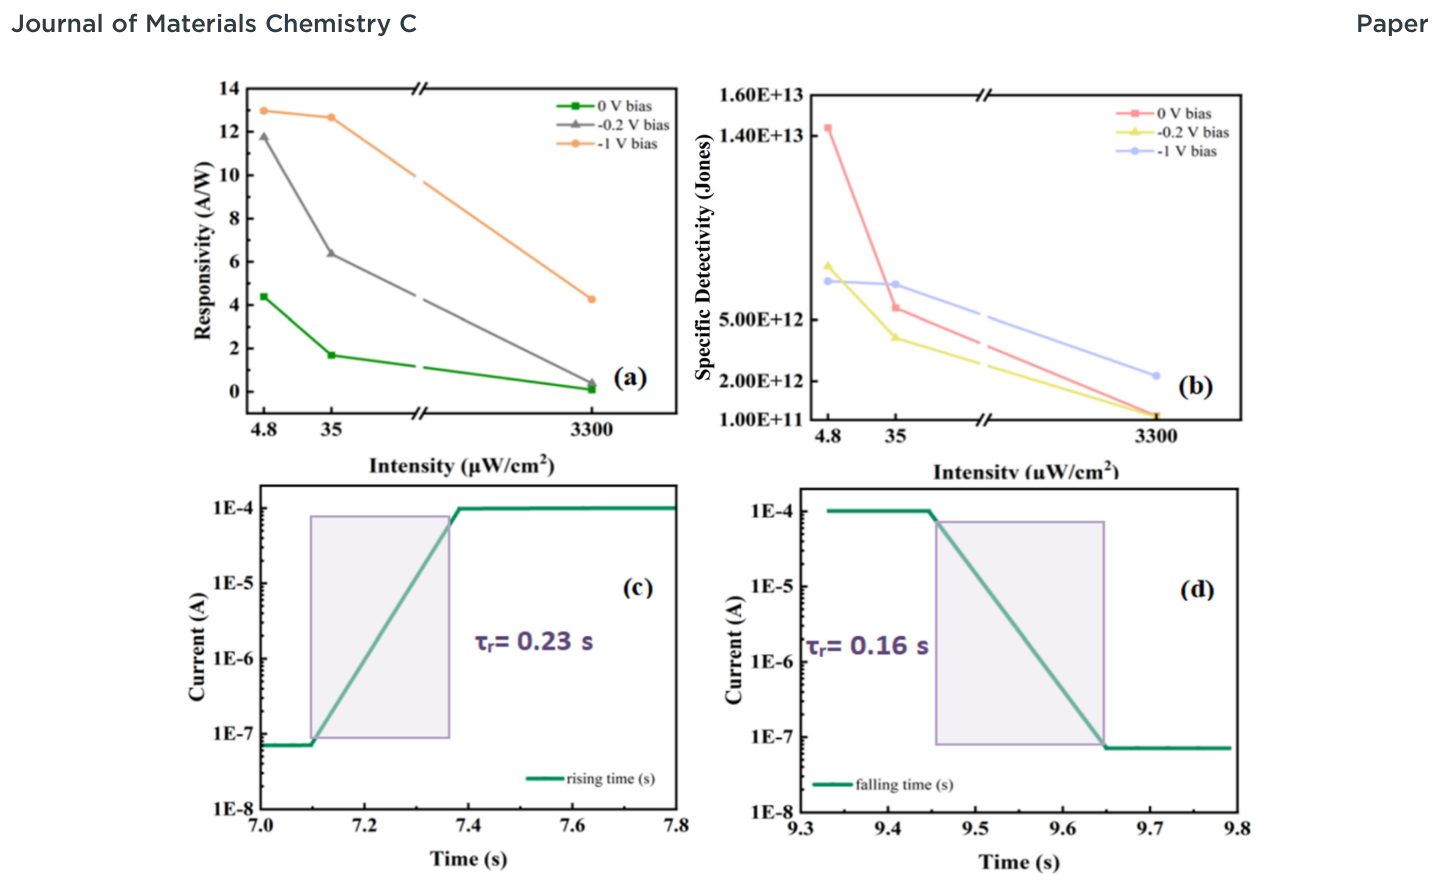 Journal of Materials Chemistry C
Paper
14
12
10
8
6
4
2
0
Responsivity (A/W)
0 V bias
-0.2 V bias
-1 V bias
(a)
4.8
35
3300
Intensity (μW/cm²)
1.60E+13
1.40E+13
5.00E+12
2.00E+12
1.00E+11
Specific Detectivity (Jones)
0 V bias
-0.2 V bias
-1 V bias
(b)
4.8
35
3300
Intensity (μW/cm²)
1E-4
1E-5
1E-6
1E-7
1E-8
Current (A)
(c)
τr= 0.23 s
rising time (s)
7.0
7.2
7.4
7.6
7.8
Time (s)
1E-4
1E-5
1E-6
1E-7
1E-8
Current (A)
(d)
τr= 0.16 s
falling time (s)
9.3
9.4
9.5
9.6
9.7
9.8
Time (s)